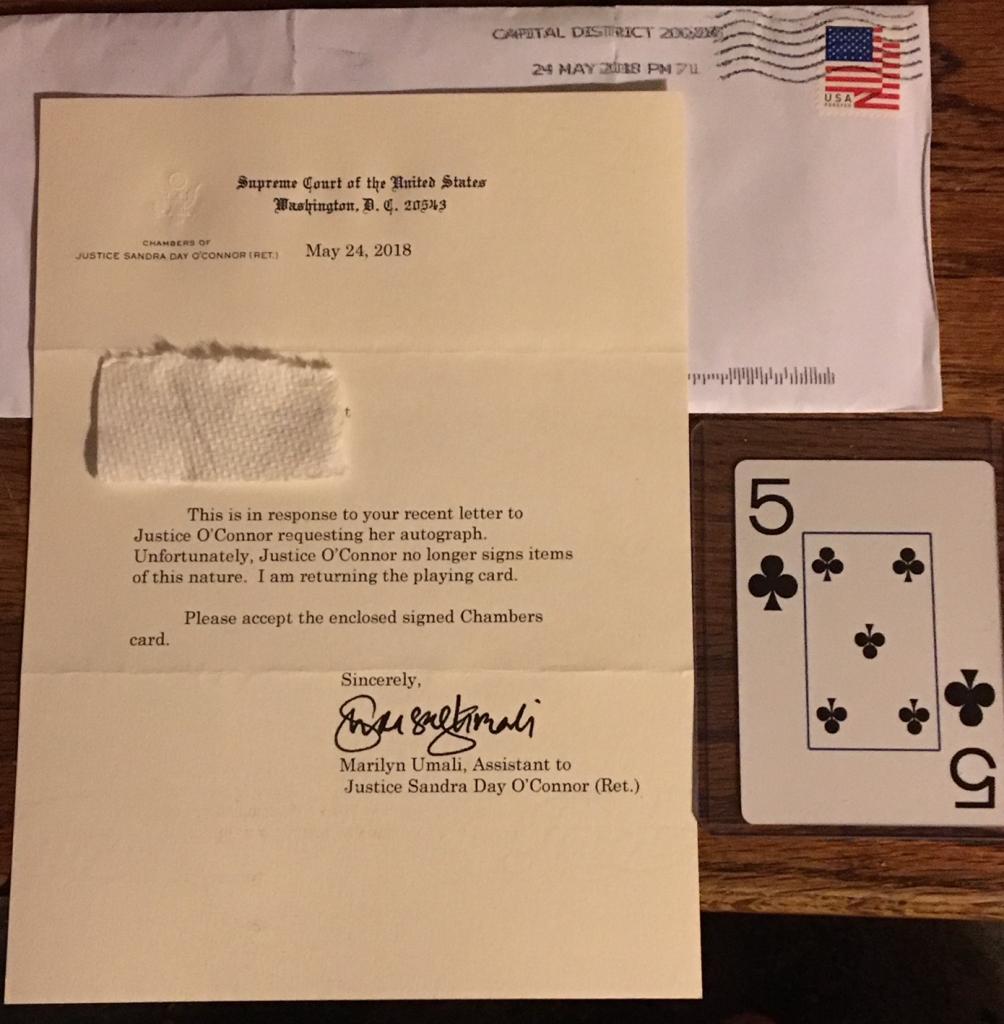 CAPITAL DISTRICT
24 MAY 2018 PM 71
USA
FOREVER
Supreme Court of the United States
Washington, D. C. 20543
CHAMBERS OF
JUSTICE SANDRA DAY O'CONNOR (RET.)
May 24, 2018
t
This is in response to your recent letter to
Justice O'Connor requesting her autograph.
Unfortunately, Justice O'Connor no longer signs items
of this nature. I am returning the playing card.
Please accept the enclosed signed Chambers
card.
Sincerely,
Marilyn Umali, Assistant to
Justice Sandra Day O'Connor (Ret.)
5
5